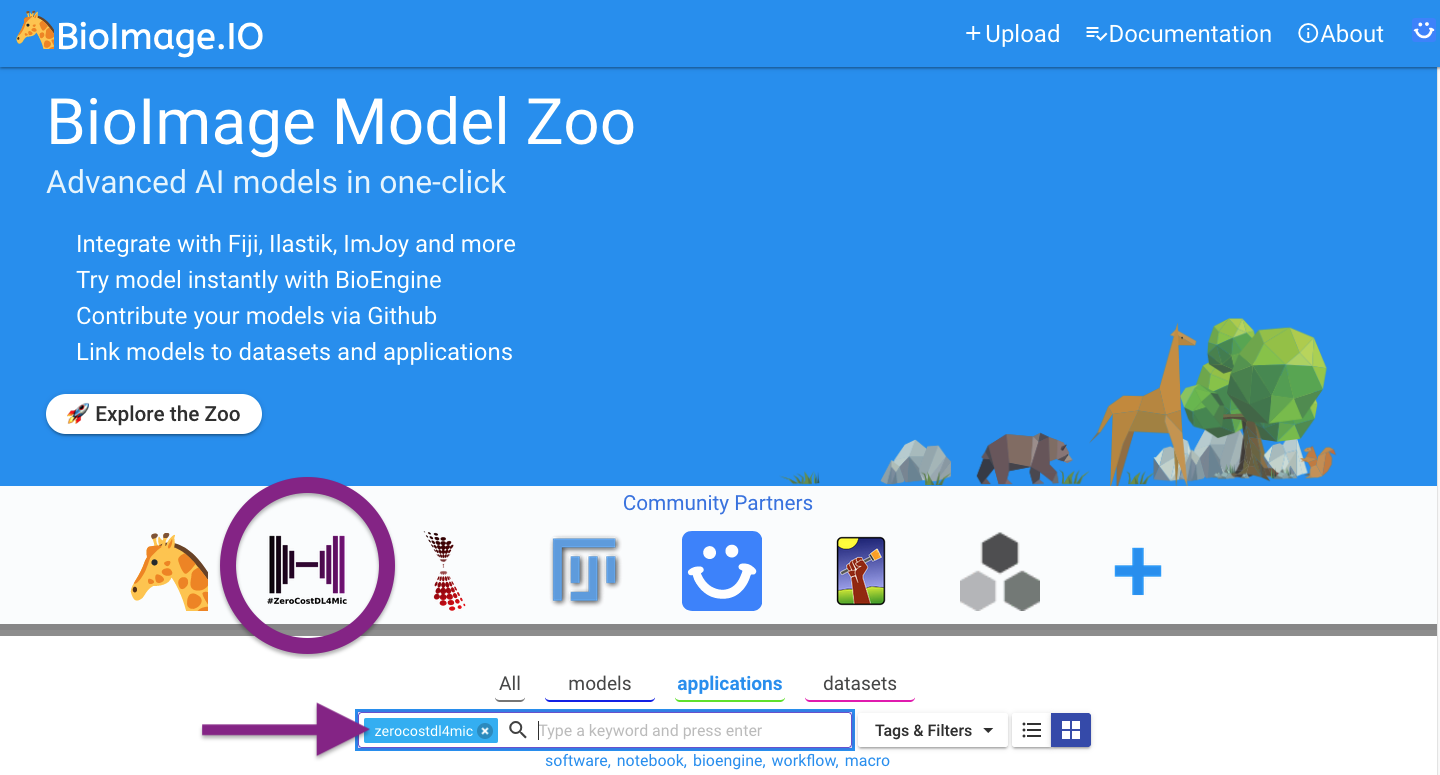 BioImage.IO
Upload Documentation About
BioImage Model Zoo
Advanced AI models in one-click
Integrate with Fiji, Ilastik, ImJoy and more
Try model instantly with BioEngine
Contribute your models via Github
Link models to datasets and applications
🚀 Explore the Zoo
Community Partners
#ZeroCostDL4Mic
All models applications datasets
zerocostdl4mic Type a keyword and press enter Tags & Filters
software, notebook, bioengine, workflow, macro